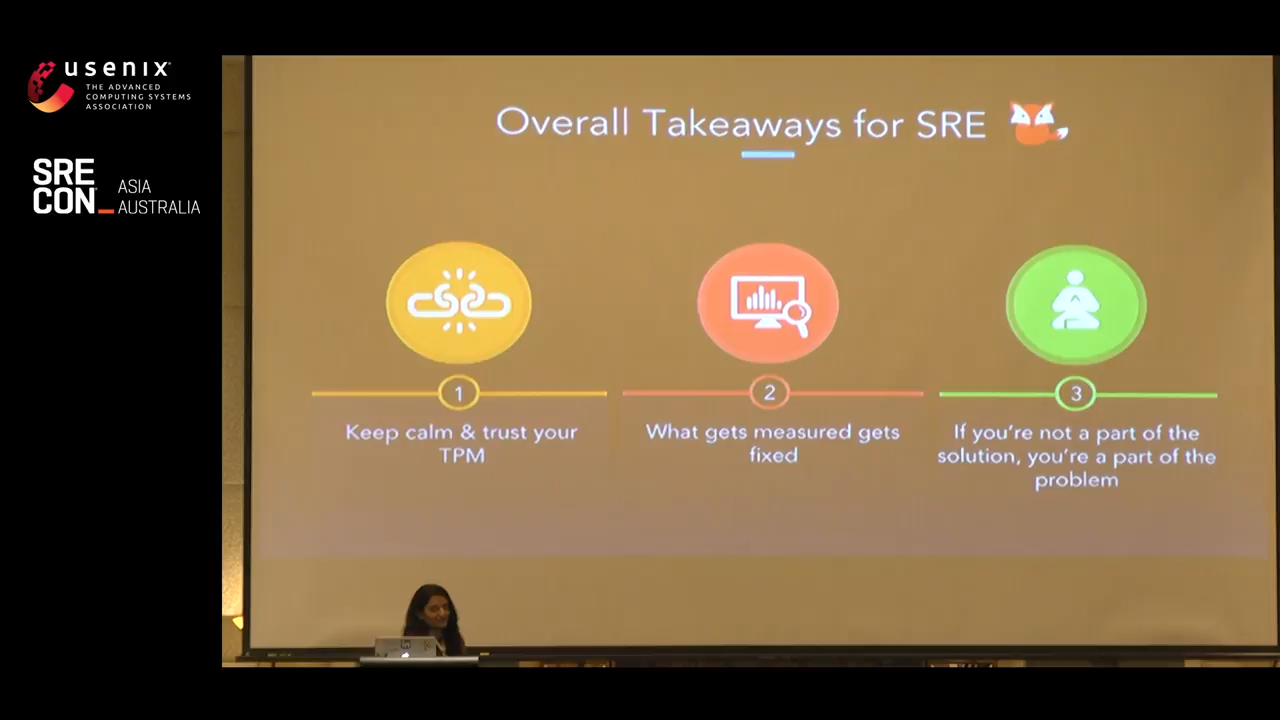 usenix
THE ADVANCED
COMPUTING SYSTEMS
ASSOCIATION
SRE
CON
ASIA
AUSTRALIA
Overall Takeaways for SRE
1
Keep calm & trust your
TPM
2
What gets measured gets
fixed
3
If you're not a part of the
solution, you're a part of the
problem
in